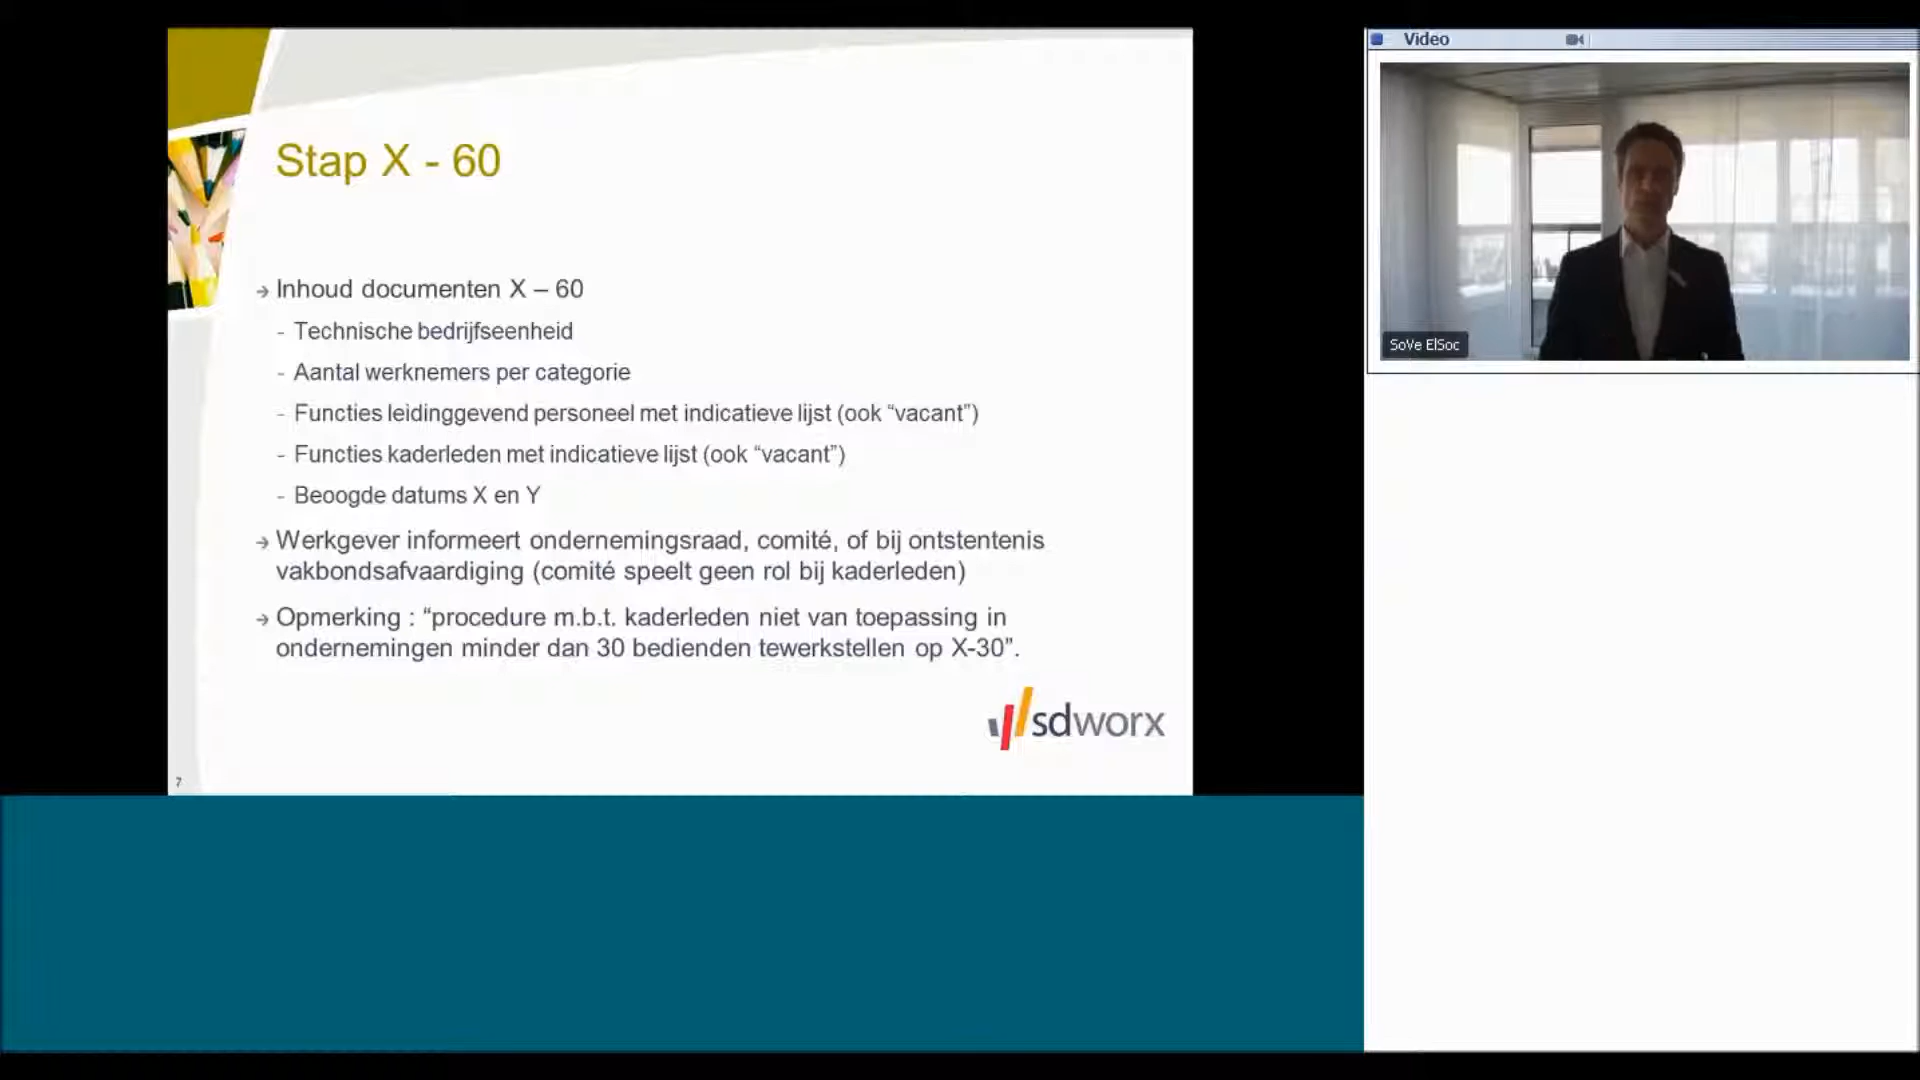 Stap X - 60
→ Inhoud documenten X – 60
- Technische bedrijfseenheid
- Aantal werknemers per categorie
- Functies leidinggevend personeel met indicatieve lijst (ook “vacant”)
- Functies kaderleden met indicatieve lijst (ook “vacant”)
- Beoogde datums X en Y
→ Werkgever informeert ondernemingsraad, comité, of bij ontstentenis
vakbondsafvaardiging (comité speelt geen rol bij kaderleden)
→ Opmerking : “procedure m.b.t. kaderleden niet van toepassing in
ondernemingen minder dan 30 bedienden tewerkstellen op X-30”.
sdworx
7
Video
SoVe ElSoc